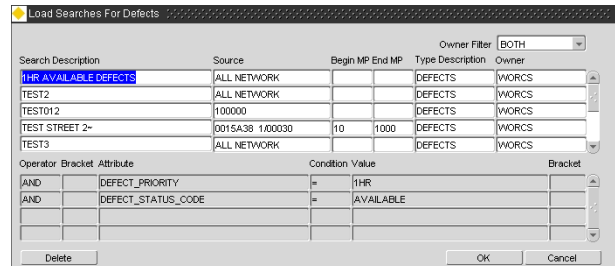 Load Searches For Defects
Owner Filter BOTH
Search Description Source Begin MP End MP Type Description Owner
1HR AVAILABLE DEFECTS ALL NETWORK DEFECTS WORCS
TEST2 ALL NETWORK DEFECTS WORCS
TEST012 100000 DEFECTS WORCS
TEST STREET 2~ 0015A38 1/00030 10 1000 DEFECTS WORCS
TEST3 ALL NETWORK DEFECTS WORCS
Operator Bracket Attribute Condition Value Bracket
AND DEFECT_PRIORITY = 1HR
AND DEFECT_STATUS_CODE = AVAILABLE
Delete OK Cancel